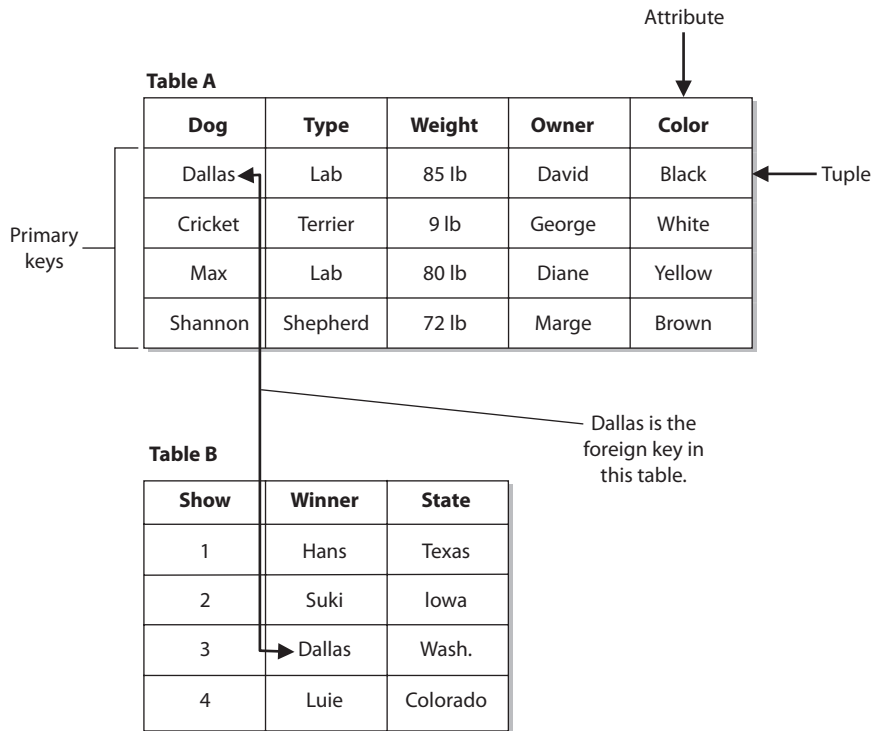 Attribute
Table A
Dog Type Weight Owner Color
Dallas Lab 85 lb David Black
Tuple
Cricket Terrier 9 lb George White
Primary
keys
Max Lab 80 lb Diane Yellow
Shannon Shepherd 72 lb Marge Brown
Dallas is the
foreign key in
this table.
Table B
Show Winner State
1 Hans Texas
2 Suki Iowa
3 Dallas Wash.
4 Luie Colorado